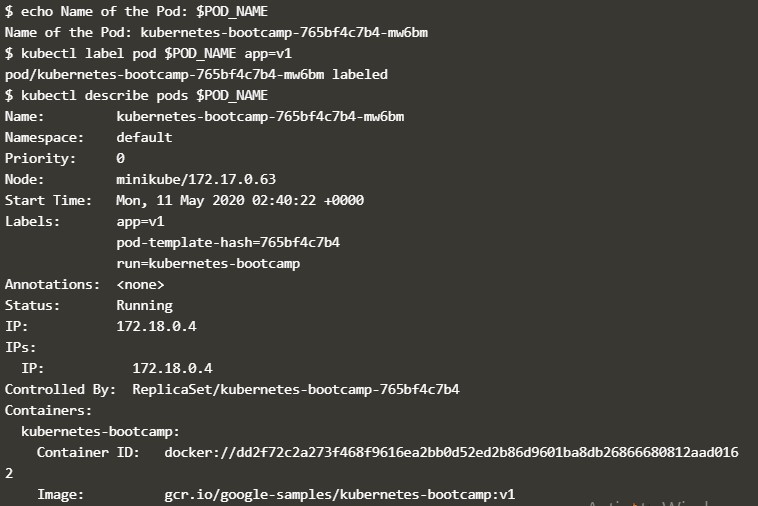 $ echo Name of the Pod: $POD_NAME
Name of the Pod: kubernetes-bootcamp-765bf4c7b4-mw6bm
$ kubectl label pod $POD_NAME app=v1
pod/kubernetes-bootcamp-765bf4c7b4-mw6bm labeled
$ kubectl describe pods $POD_NAME
Name:         kubernetes-bootcamp-765bf4c7b4-mw6bm
Namespace:    default
Priority:     0
Node:         minikube/172.17.0.63
Start Time:   Mon, 11 May 2020 02:40:22 +0000
Labels:       app=v1
              pod-template-hash=765bf4c7b4
              run=kubernetes-bootcamp
Annotations:  <none>
Status:       Running
IP:           172.18.0.4
IPs:
  IP:           172.18.0.4
Controlled By:  ReplicaSet/kubernetes-bootcamp-765bf4c7b4
Containers:
  kubernetes-bootcamp:
    Container ID:   docker://dd2f72c2a273f468f9616ea2bb0d52ed2b86d9601ba8db26866680812aad016
2
    Image:          gcr.io/google-samples/kubernetes-bootcamp:v1